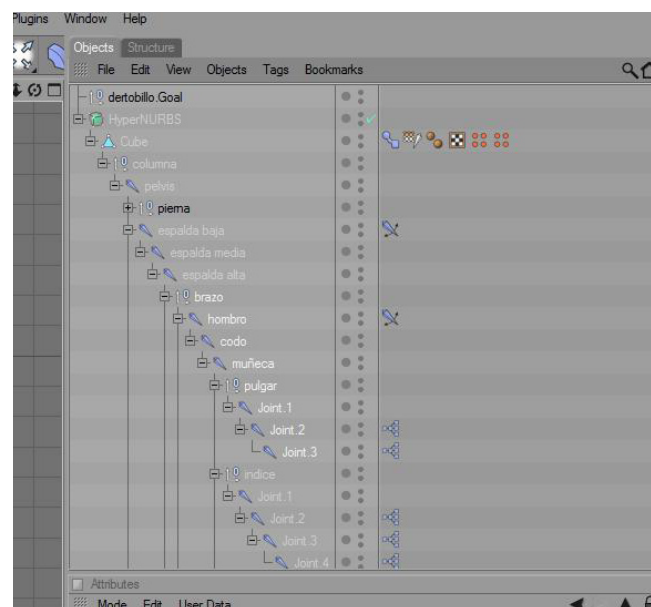 Plugins Window Help
Objects Structure
File Edit View Objects Tags Bookmarks
dertobillo.Goal
HyperNURBS
Cube
columna
pelvis
pierna
espalda baja
espalda media
espalda alta
brazo
hombro
codo
muñeca
pulgar
Joint.1
Joint.2
Joint.3
indice
Joint.1
Joint.2
Joint.3
Joint.4
Attributes
Mode Edit User Data